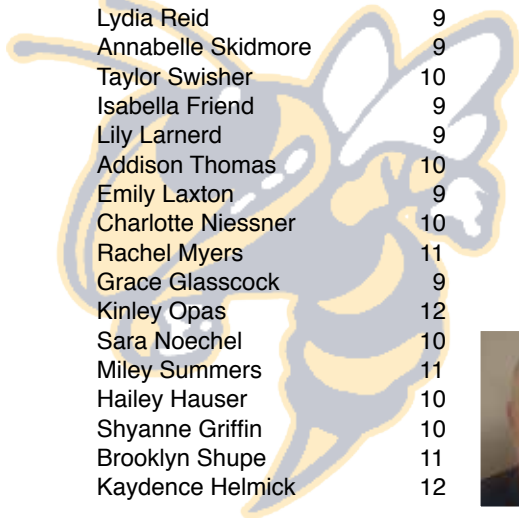 Lydia Reid 9
Annabelle Skidmore 9
Taylor Swisher 10
Isabella Friend 9
Lily Larnerd 9
Addison Thomas 10
Emily Laxton 9
Charlotte Niessner 10
Rachel Myers 11
Grace Glasscock 9
Kinley Opas 12
Sara Noechel 10
Miley Summers 11
Hailey Hauser 10
Shyanne Griffin 10
Brooklyn Shupe 11
Kaydence Helmick 12